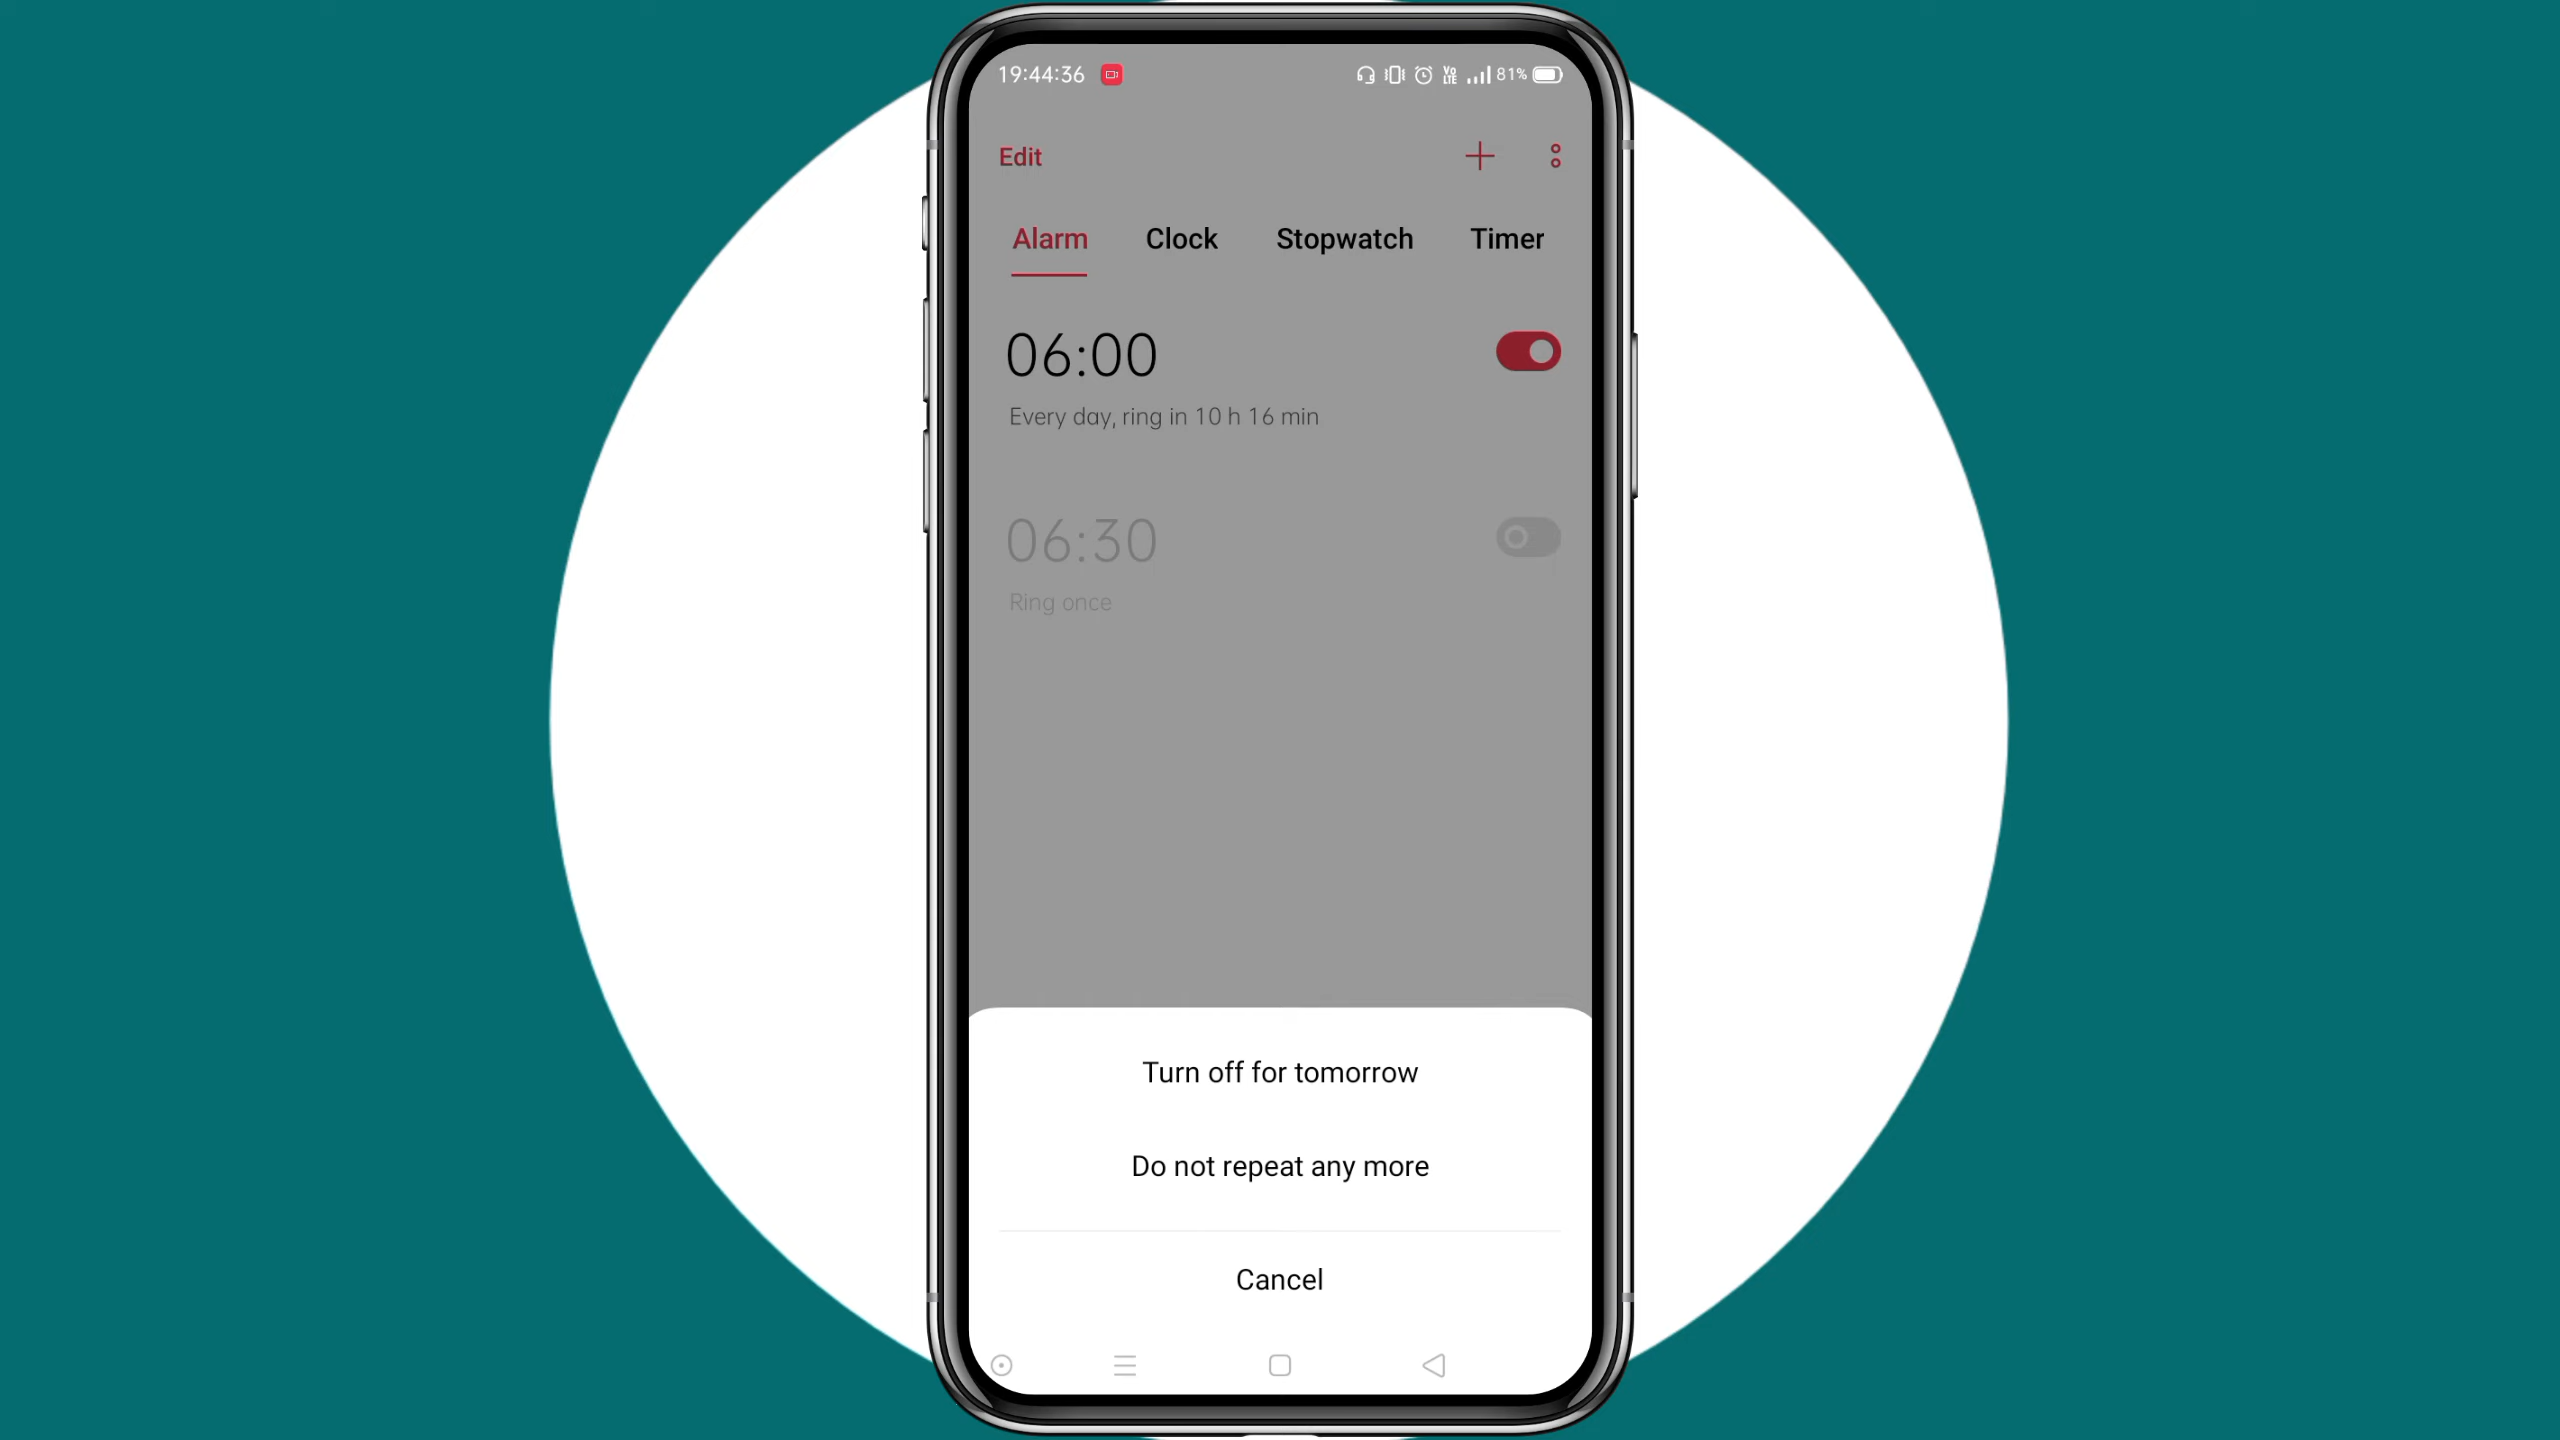 19:44:36 VoLTE 81%
Edit
Alarm Clock Stopwatch Timer
06:00
Every day, ring in 10 h 16 min
06:30
Ring once
Turn off for tomorrow
Do not repeat any more
Cancel